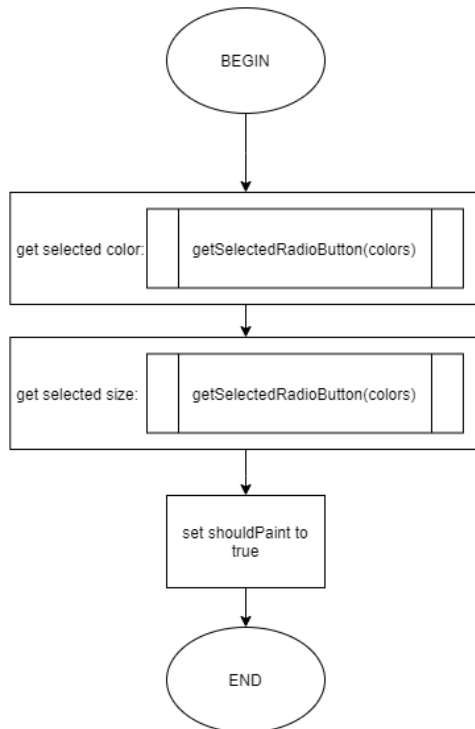 BEGIN
get selected color:
getSelectedRadioButton(colors)
get selected size:
getSelectedRadioButton(colors)
set shouldPaint to
true
END